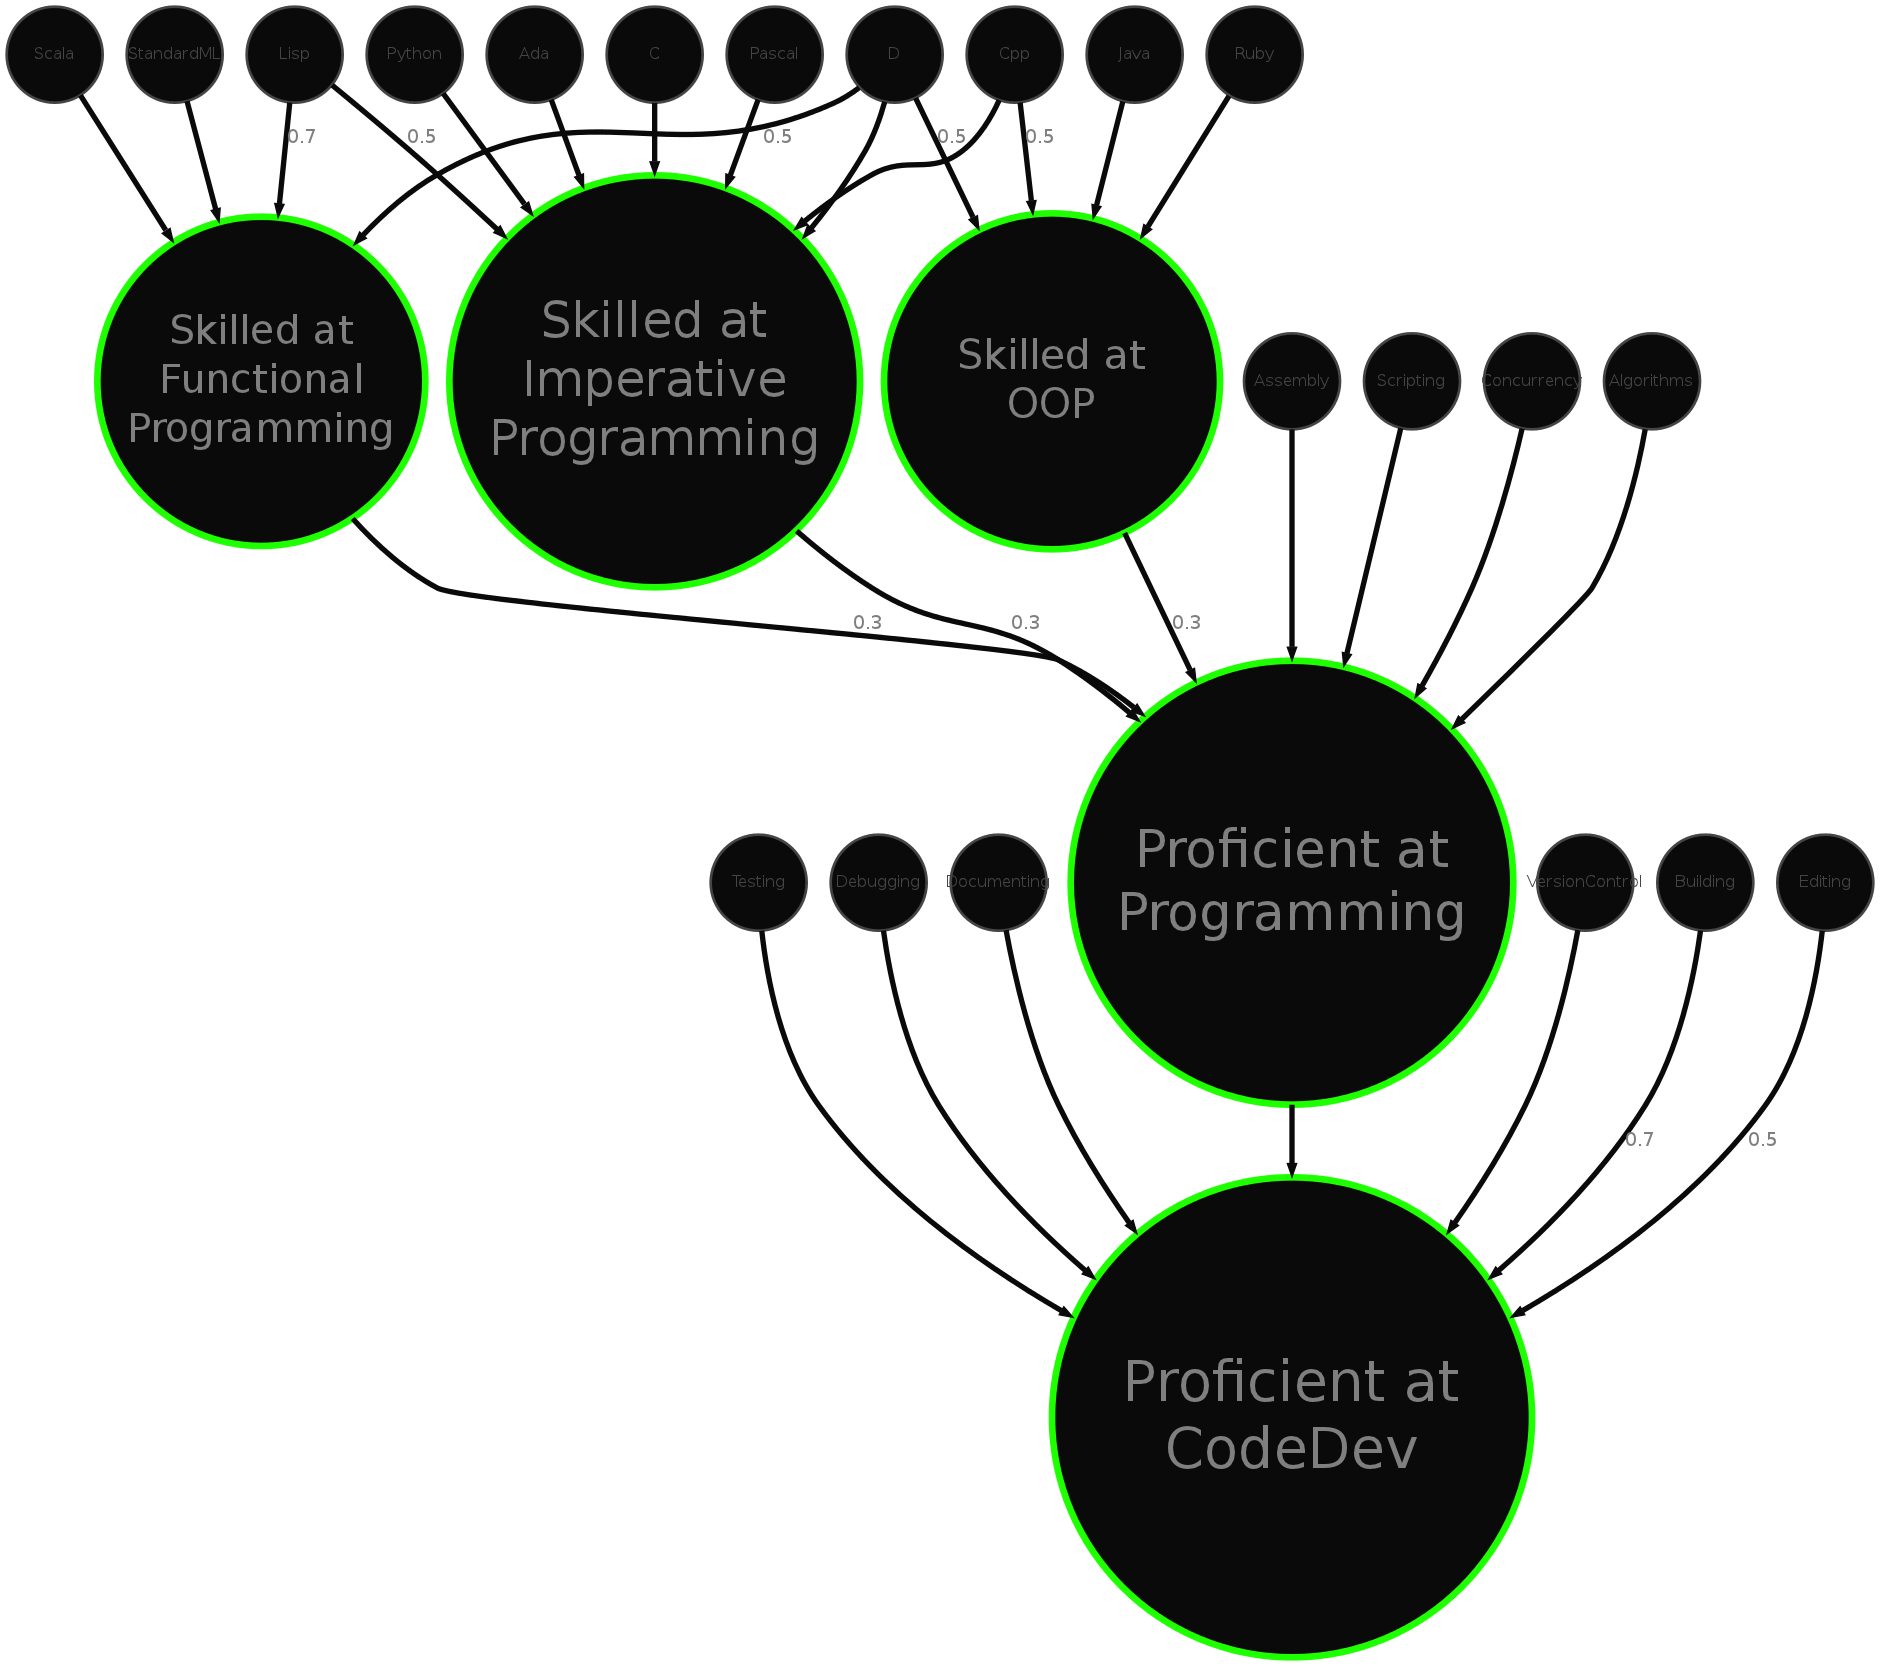 Scala
StandardML
Lisp
Python
Ada
C
Pascal
D
Cpp
Java
Ruby
0.7
0.5
0.5
0.5
0.5
Skilled at
Functional
Programming
Skilled at
Imperative
Programming
Skilled at
OOP
Assembly
Scripting
Concurrency
Algorithms
0.3
0.3
0.3
Testing
Debugging
Documenting
Proficient at
Programming
VersionControl
Building
Editing
0.7
0.5
Proficient at
CodeDev